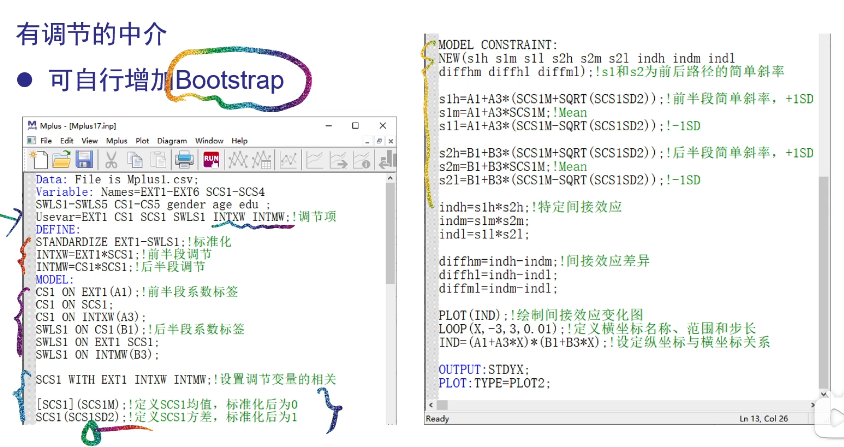 有调节的中介
● 可自行增加Bootstrap
Mplus - [Mplus17.inp]
File Edit View Mplus Plot Diagram Window Help
RUN
Data: File is Mplus1.csv;
Variable: Names=EXT1-EXT6 SCS1-SCS4
SWLS1-SWLS5 CS1-CS5 gender age edu ;
Usevar=EXT1 CS1 SCS1 SWLS1 INTXW INTMW;!调节项
DEFINE:
STANDARDIZE EXT1-SWLS1;!标准化
INTXW=EXT1*SCS1;!前半段调节
INTMW=CS1*SCS1;!后半段调节
MODEL:
CS1 ON EXT1(A1);!前半段系数标签
CS1 ON SCS1;
CS1 ON INTXW(A3);
SWLS1 ON CS1(B1);!后半段系数标签
SWLS1 ON EXT1 SCS1;
SWLS1 ON INTMW(B3);
SCS1 WITH EXT1 INTXW INTMW;!设置调节变量的相关
[SCS1](SCS1M);!定义SCS1均值，标准化后为0
SCS1(SCS1SD2);!定义SCS1方差，标准化后为1
MODEL CONSTRAINT:
NEW(s1h s1m s1l s2h s2m s2l indh indm indl
diffhm diffhl diffml);!s1和s2为前后路径的简单斜率
s1h=A1+A3*(SCS1M+SQRT(SCS1SD2));!前半段简单斜率，+1SD
s1m=A1+A3*SCS1M;!Mean
s1l=A1+A3*(SCS1M-SQRT(SCS1SD2));!-1SD
s2h=B1+B3*(SCS1M+SQRT(SCS1SD2));!后半段简单斜率，+1SD
s2m=B1+B3*SCS1M;!Mean
s2l=B1+B3*(SCS1M-SQRT(SCS1SD2));!-1SD
indh=s1h*s2h;!特定间接效应
indm=s1m*s2m;
indl=s1l*s2l;
diffhm=indh-indm;!间接效应差异
diffhl=indh-indl;
diffml=indm-indl;
PLOT(IND);!绘制间接效应变化图
LOOP(X,-3,3,0.01);!定义横坐标名称、范围和步长
IND=(A1+A3*X)*(B1+B3*X);!设定纵坐标与横坐标关系
OUTPUT:STDYX;
PLOT:TYPE=PLOT2;
Ready
Ln 13, Col 26